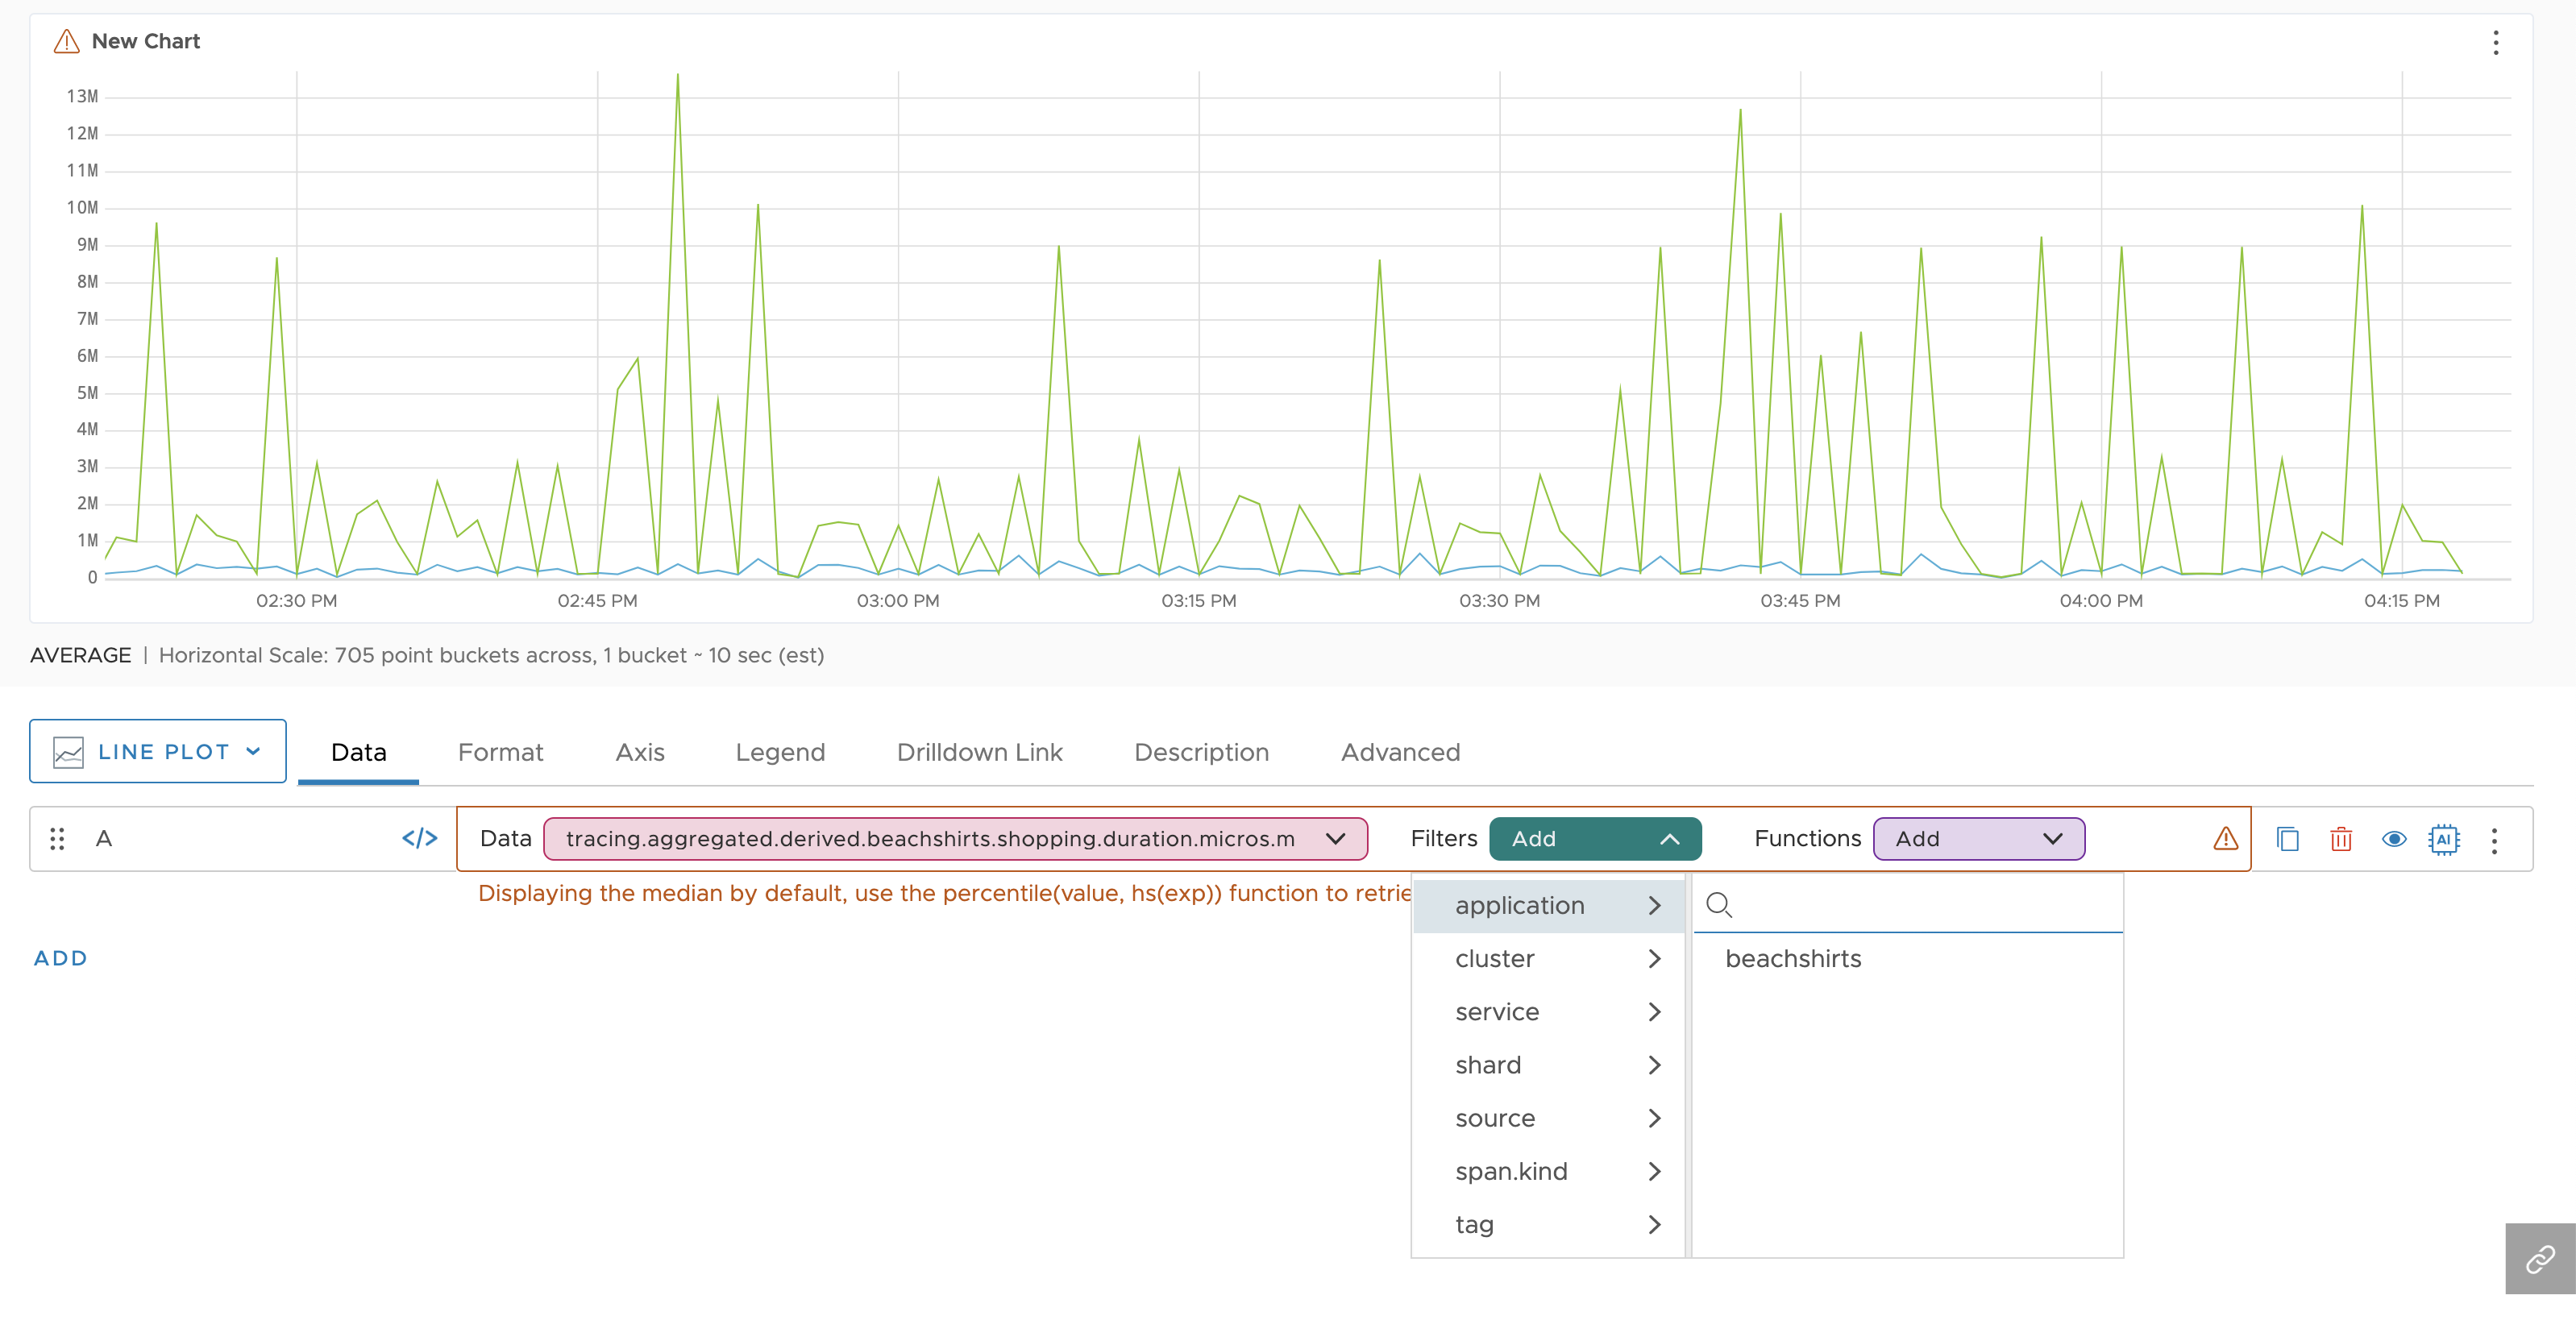 New Chart
13M
12M
11M
10M
9M
8M
7M
6M
5M
4M
3M
2M
1M
0
02:30 PM 02:45 PM 03:00 PM 03:15 PM 03:30 PM 03:45 PM 04:00 PM 04:15 PM
AVERAGE | Horizontal Scale: 705 point buckets across, 1 bucket ~ 10 sec (est)
LINE PLOT Data Format Axis Legend Drilldown Link Description Advanced
A </> Data tracing.aggregated.derived.beachshirts.shopping.duration.micros.m Filters Add Functions Add AI
Displaying the median by default, use the percentile(value, hs(exp)) function to retrie
application
cluster
service
shard
source
span.kind
tag
beachshirts
ADD